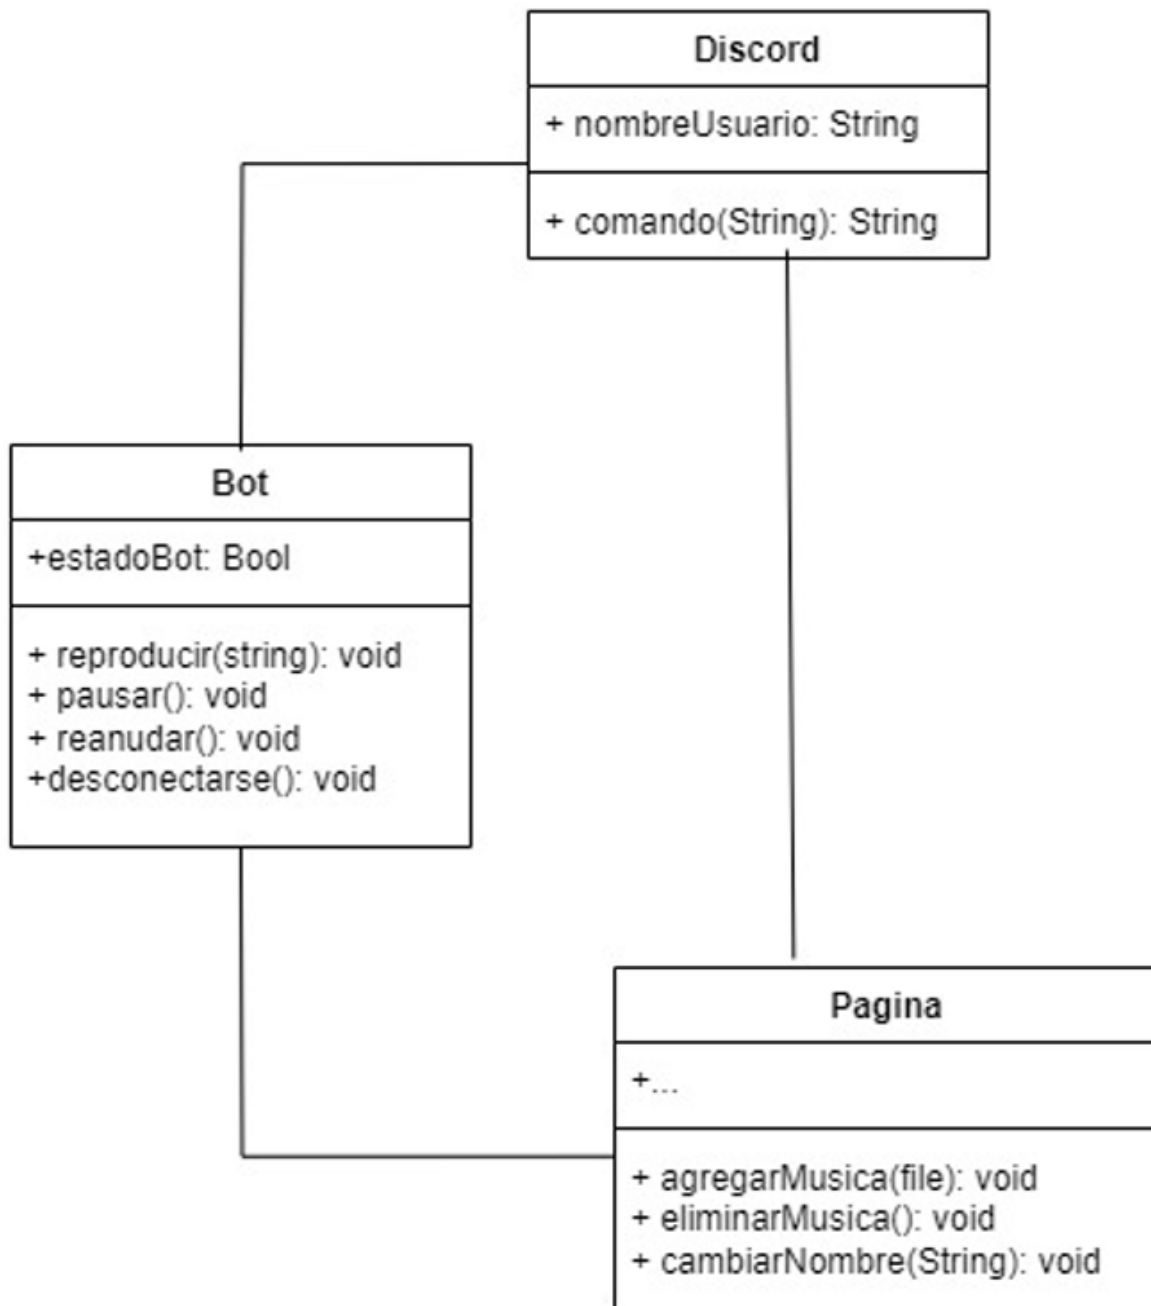 Discord
+ nombreUsuario: String
+ comando(String): String
Bot
+estadoBot: Bool
+ reproducir(string): void
+ pausar(): void
+ reanudar(): void
+desconectarse(): void
Pagina
+...
+ agregarMusica(file): void
+ eliminarMusica(): void
+ cambiarNombre(String): void